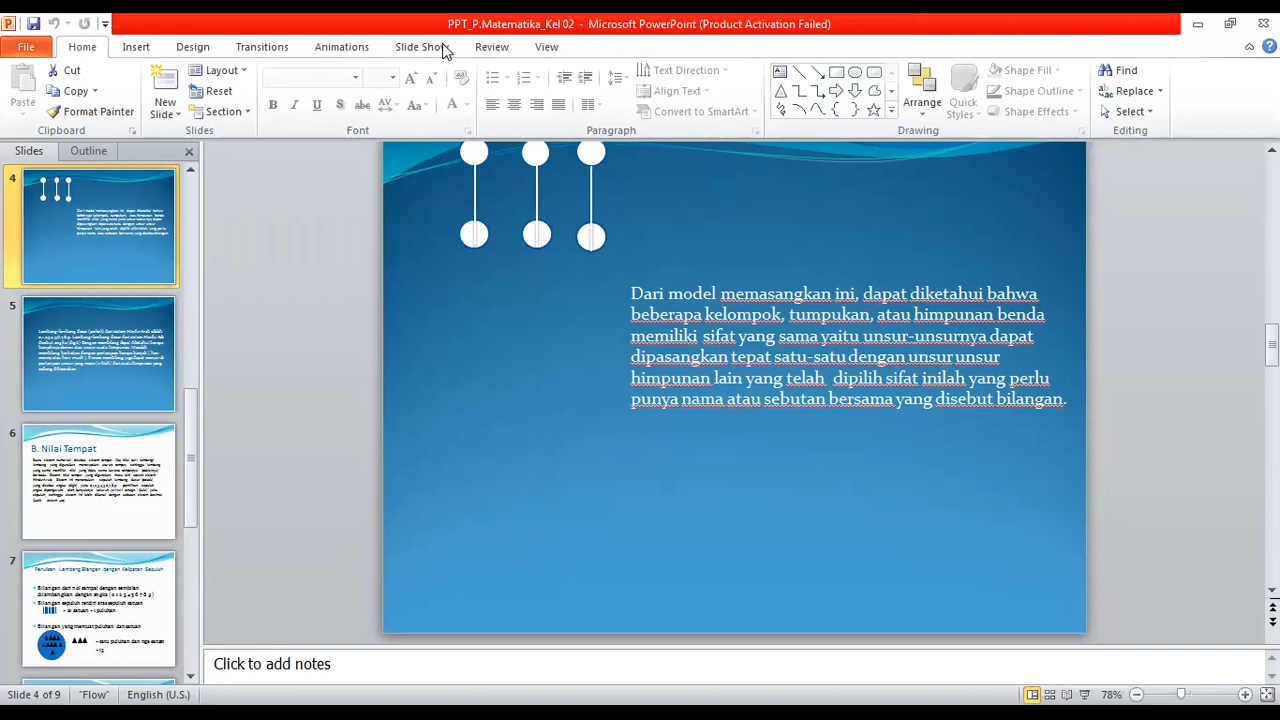 PPT_P.Matematika_Kel 02 - Microsoft PowerPoint (Product Activation Failed)
File Home Insert Design Transitions Animations Slide Show Review View
Paste
Cut
Copy
Format Painter
Clipboard
New Slide
Layout
Reset
Section
Slides
Font
Text Direction
Align Text
Convert to SmartArt
Paragraph
Arrange
Quick Styles
Shape Fill
Shape Outline
Shape Effects
Drawing
Find
Replace
Select
Editing
Slides Outline
4
5
6
B. Nilai Tempat
7
Dari model memasangkan ini, dapat diketahui bahwa
beberapa kelompok, tumpukan, atau himpunan benda
memiliki sifat yang sama yaitu unsur-unsurnya dapat
dipasangkan tepat satu-satu dengan unsur unsur
himpunan lain yang telah dipilih sifat inilah yang perlu
punya nama atau sebutan bersama yang disebut bilangan.
Click to add notes
Slide 4 of 9 "Flow" English (U.S.) 78%